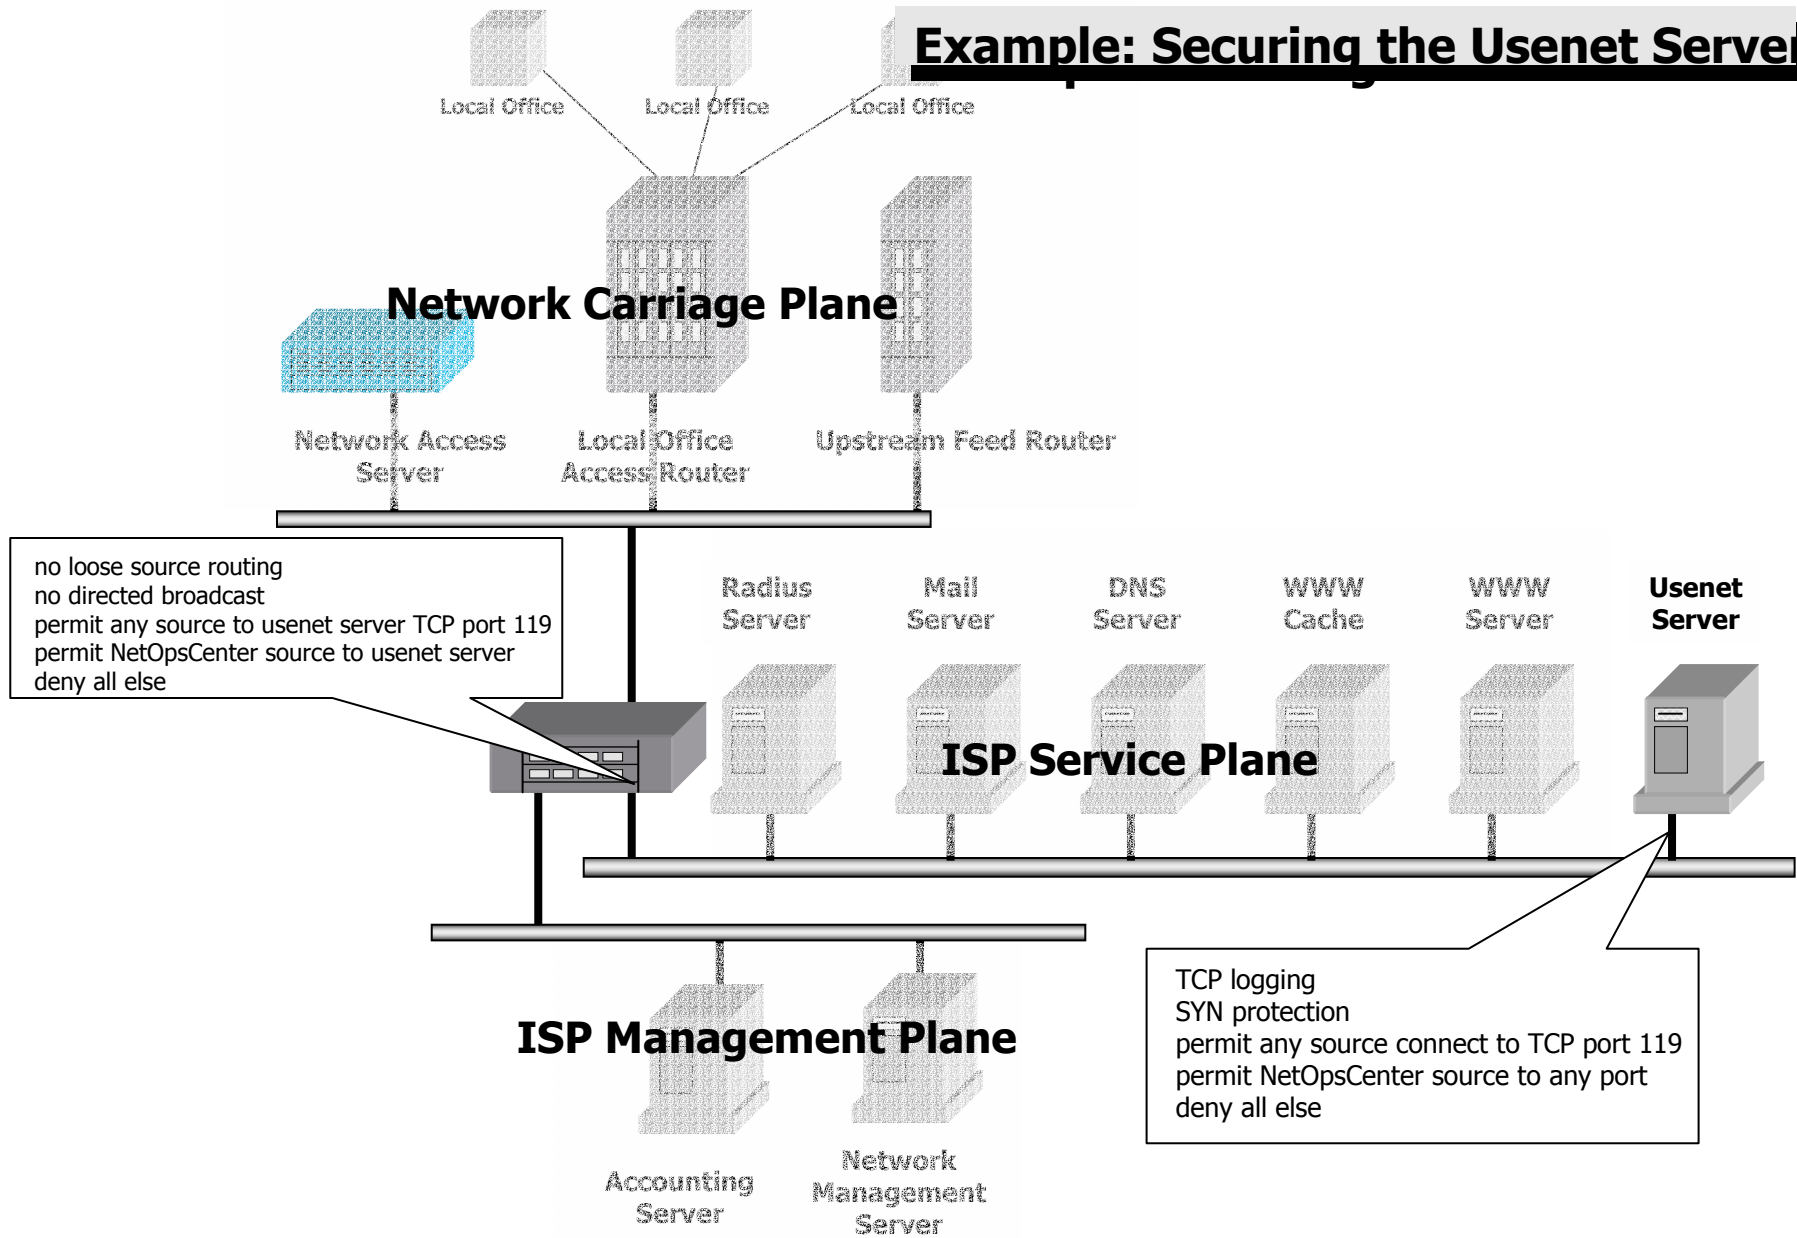 Example: Securing the Usenet Server
Local Office
Local Office
Local Office
Network Carriage Plane
Network Access
Server
Local Office
Access Router
Upstream Feed Router
no loose source routing
no directed broadcast
permit any source to usenet server TCP port 119
permit NetOpsCenter source to usenet server
deny all else
Radius
Server
Mail
Server
DNS
Server
WWW
Cache
WWW
Server
Usenet
Server
ISP Service Plane
ISP Management Plane
TCP logging
SYN protection
permit any source connect to TCP port 119
permit NetOpsCenter source to any port
deny all else
Accounting
Server
Network
Management
Server